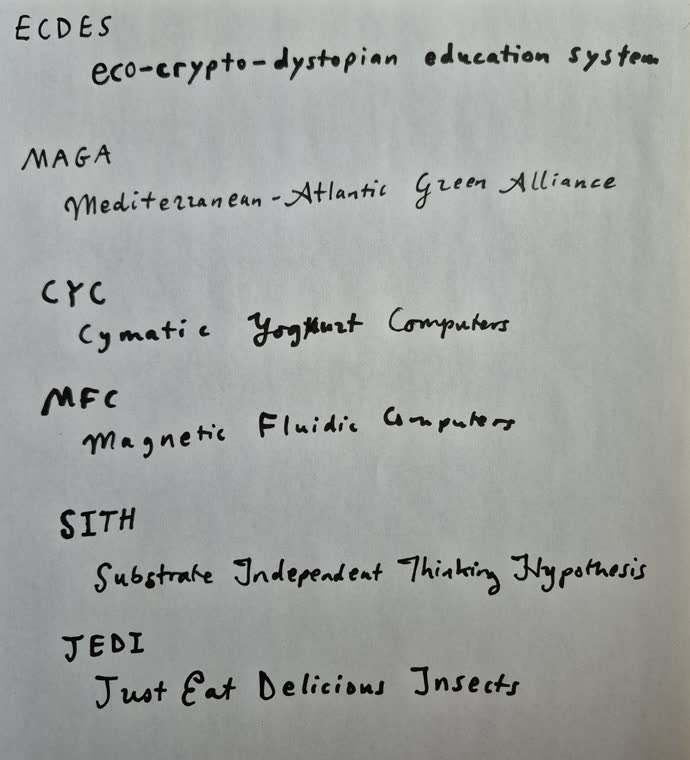 ECDES
eco-crypto-dystopian education system
MAGA
Mediterranean-Atlantic Green Alliance
CYC
Cymatic Yoghurt Computers
MFC
Magnetic Fluidic Computers
SITH
Substrate Independent Thinking Hypothesis
JEDI
Just Eat Delicious Insects